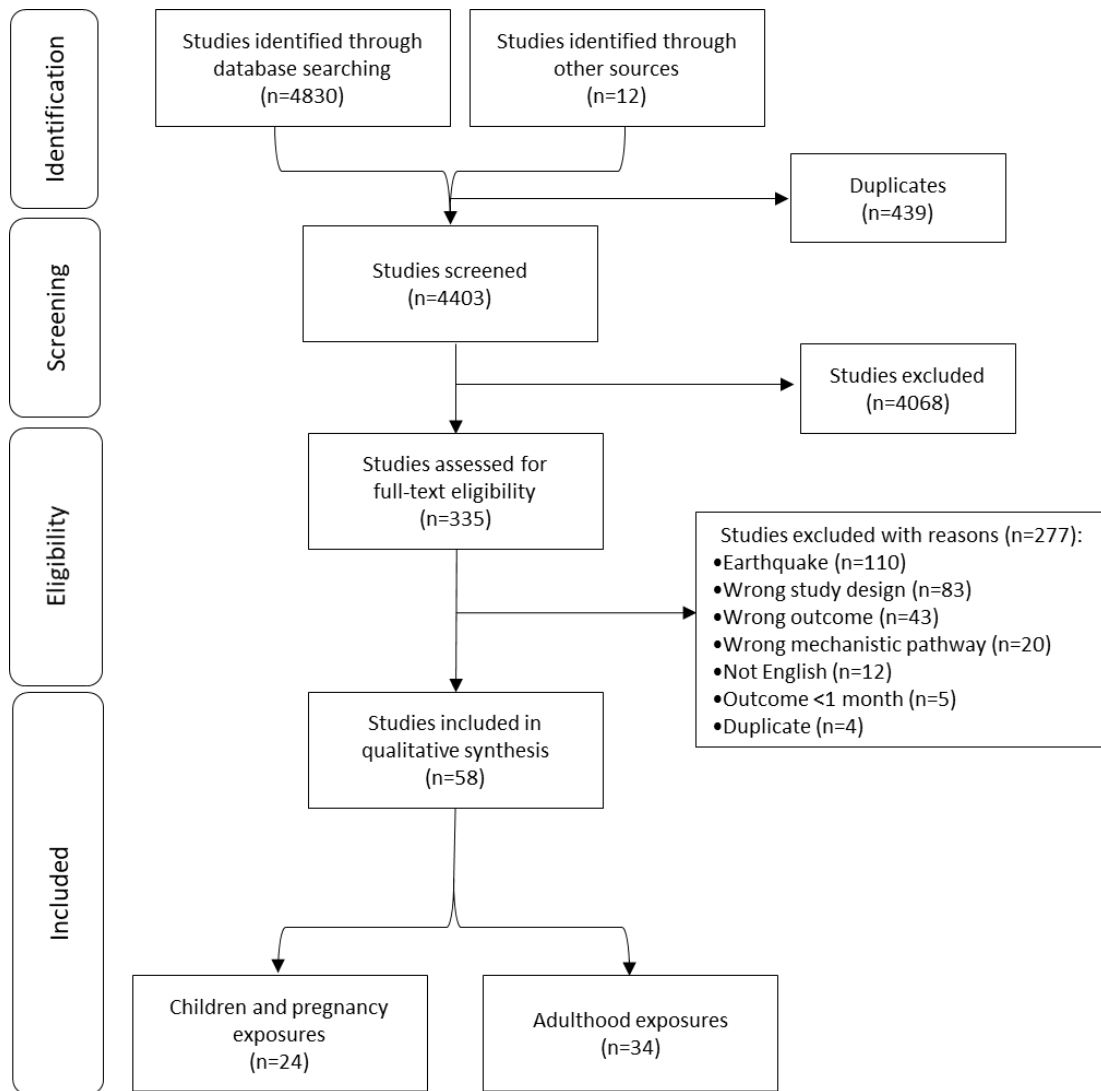 Identification
Studies identified through
database searching
(n=4830)
Studies identified through
other sources
(n=12)
Duplicates
(n=439)
Screening
Studies screened
(n=4403)
Studies excluded
(n=4068)
Eligibility
Studies assessed for
full-text eligibility
(n=335)
Studies excluded with reasons (n=277):
•Earthquake (n=110)
•Wrong study design (n=83)
•Wrong outcome (n=43)
•Wrong mechanistic pathway (n=20)
•Not English (n=12)
•Outcome <1 month (n=5)
•Duplicate (n=4)
Included
Studies included in
qualitative synthesis
(n=58)
Children and pregnancy
exposures
(n=24)
Adulthood exposures
(n=34)